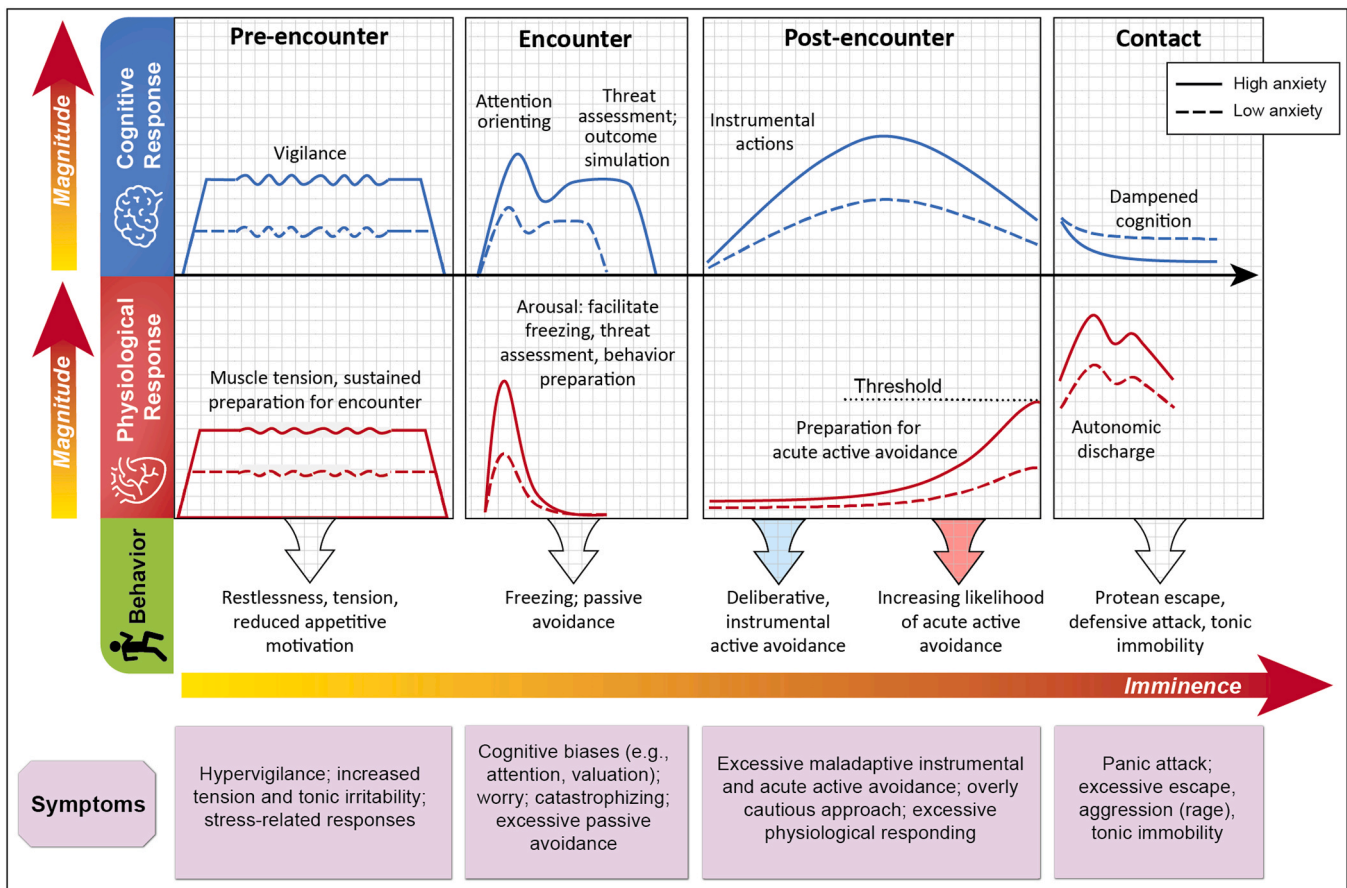 Pre-encounter
Encounter
Post-encounter
Contact
High anxiety
Low anxiety
Magnitude
Cognitive
Response
Vigilance
Attention
orienting
Threat
assessment;
outcome
simulation
Instrumental
actions
Dampened
cognition
Magnitude
Physiological
Response
Muscle tension, sustained
preparation for encounter
Arousal: facilitate
freezing, threat
assessment, behavior
preparation
Threshold
Preparation for
acute active avoidance
Autonomic
discharge
Behavior
Restlessness, tension,
reduced appetitive
motivation
Freezing; passive
avoidance
Deliberative,
instrumental
active avoidance
Increasing likelihood
of acute active
avoidance
Protean escape,
defensive attack, tonic
immobility
Imminence
Symptoms
Hypervigilance; increased
tension and tonic irritability;
stress-related responses
Cognitive biases (e.g.,
attention, valuation);
worry; catastrophizing;
excessive passive
avoidance
Excessive maladaptive instrumental
and acute active avoidance; overly
cautious approach; excessive
physiological responding
Panic attack;
excessive escape,
aggression (rage),
tonic immobility